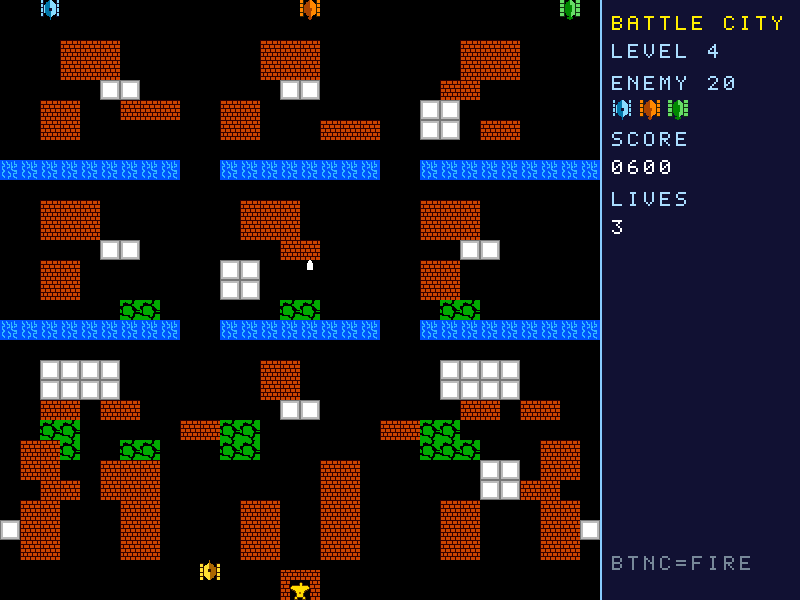 BATTLE CITY
LEVEL 4
ENEMY 20
SCORE
0600
LIVES
3
BTNC=FIRE